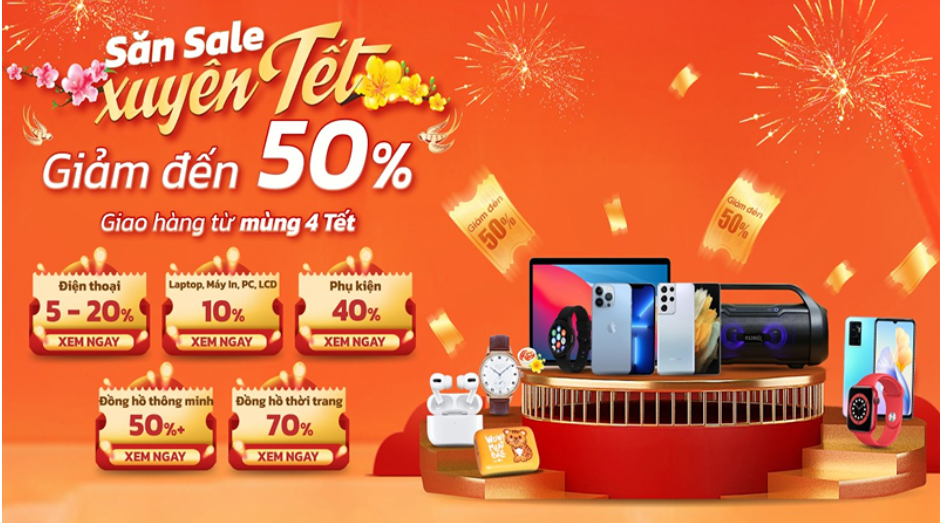 Săn Sale
xuyên Tết
Giảm đến 50%
Giao hàng từ mùng 4 Tết
Điện thoại
5 - 20%
XEM NGAY
Laptop, Máy In, PC, LCD
10%
XEM NGAY
Phụ kiện
40%
XEM NGAY
Đồng hồ thông minh
50%+
XEM NGAY
Đồng hồ thời trang
70%
XEM NGAY
Giảm đến
50%
Giảm đến
50%